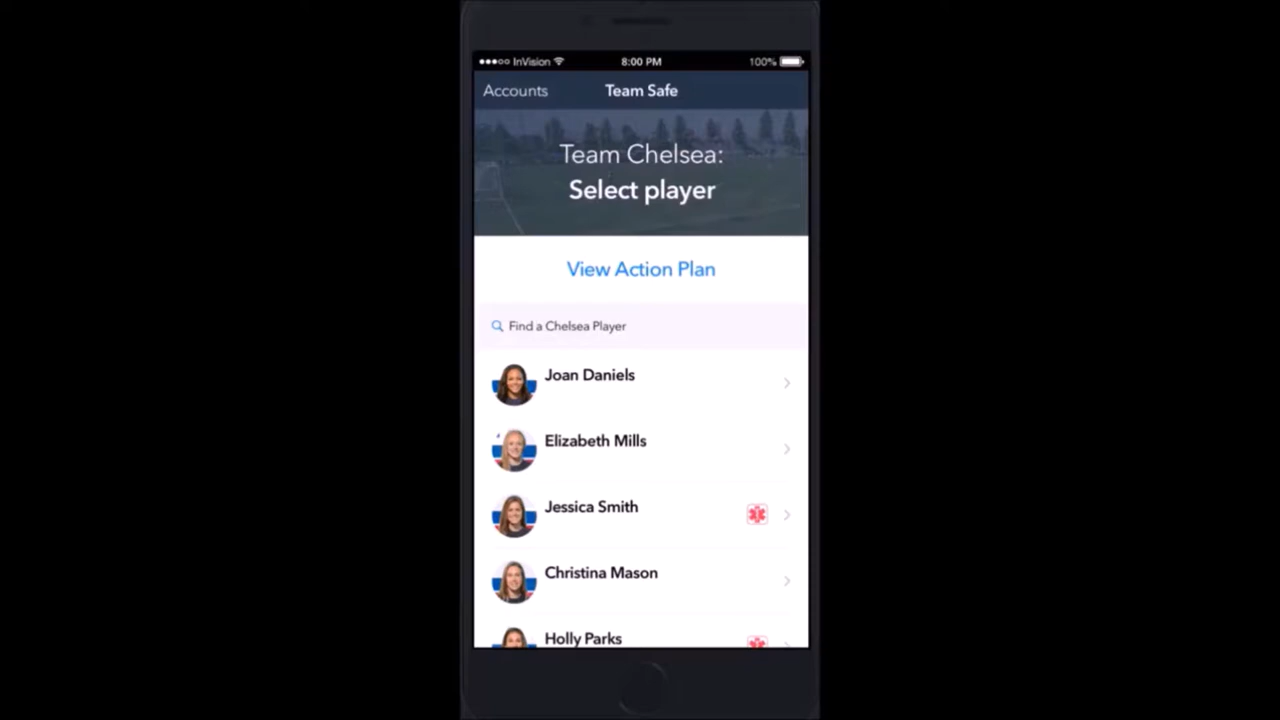 InVision 8:00 PM 100%
Accounts Team Safe
Team Chelsea:
Select player
View Action Plan
Find a Chelsea Player
Joan Daniels
Elizabeth Mills
Jessica Smith
Christina Mason
Holly Parks